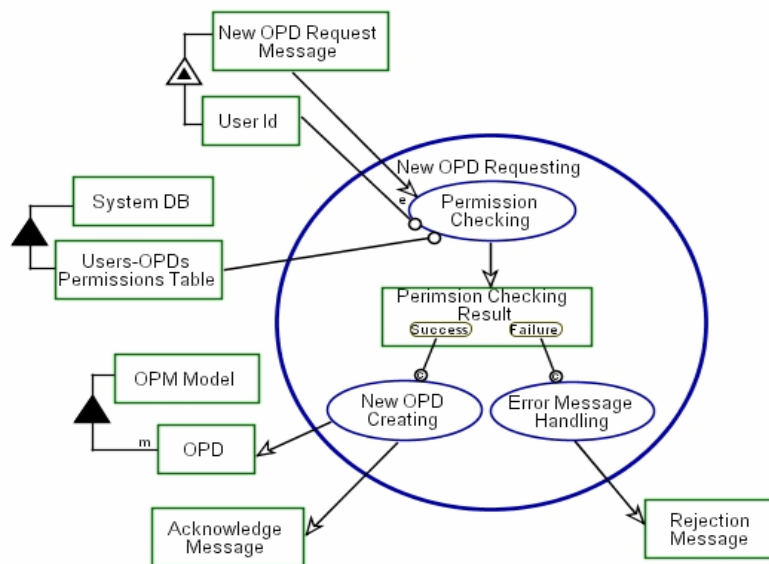 New OPD Request
Message
User Id
New OPD Requesting
e
Permission
Checking
System DB
Users-OPDs
Permissions Table
Perimsion Checking
Result
Success
Failure
OPM Model
c
c
New OPD
Creating
Error Message
Handling
m
OPD
Acknowledge
Message
Rejection
Message